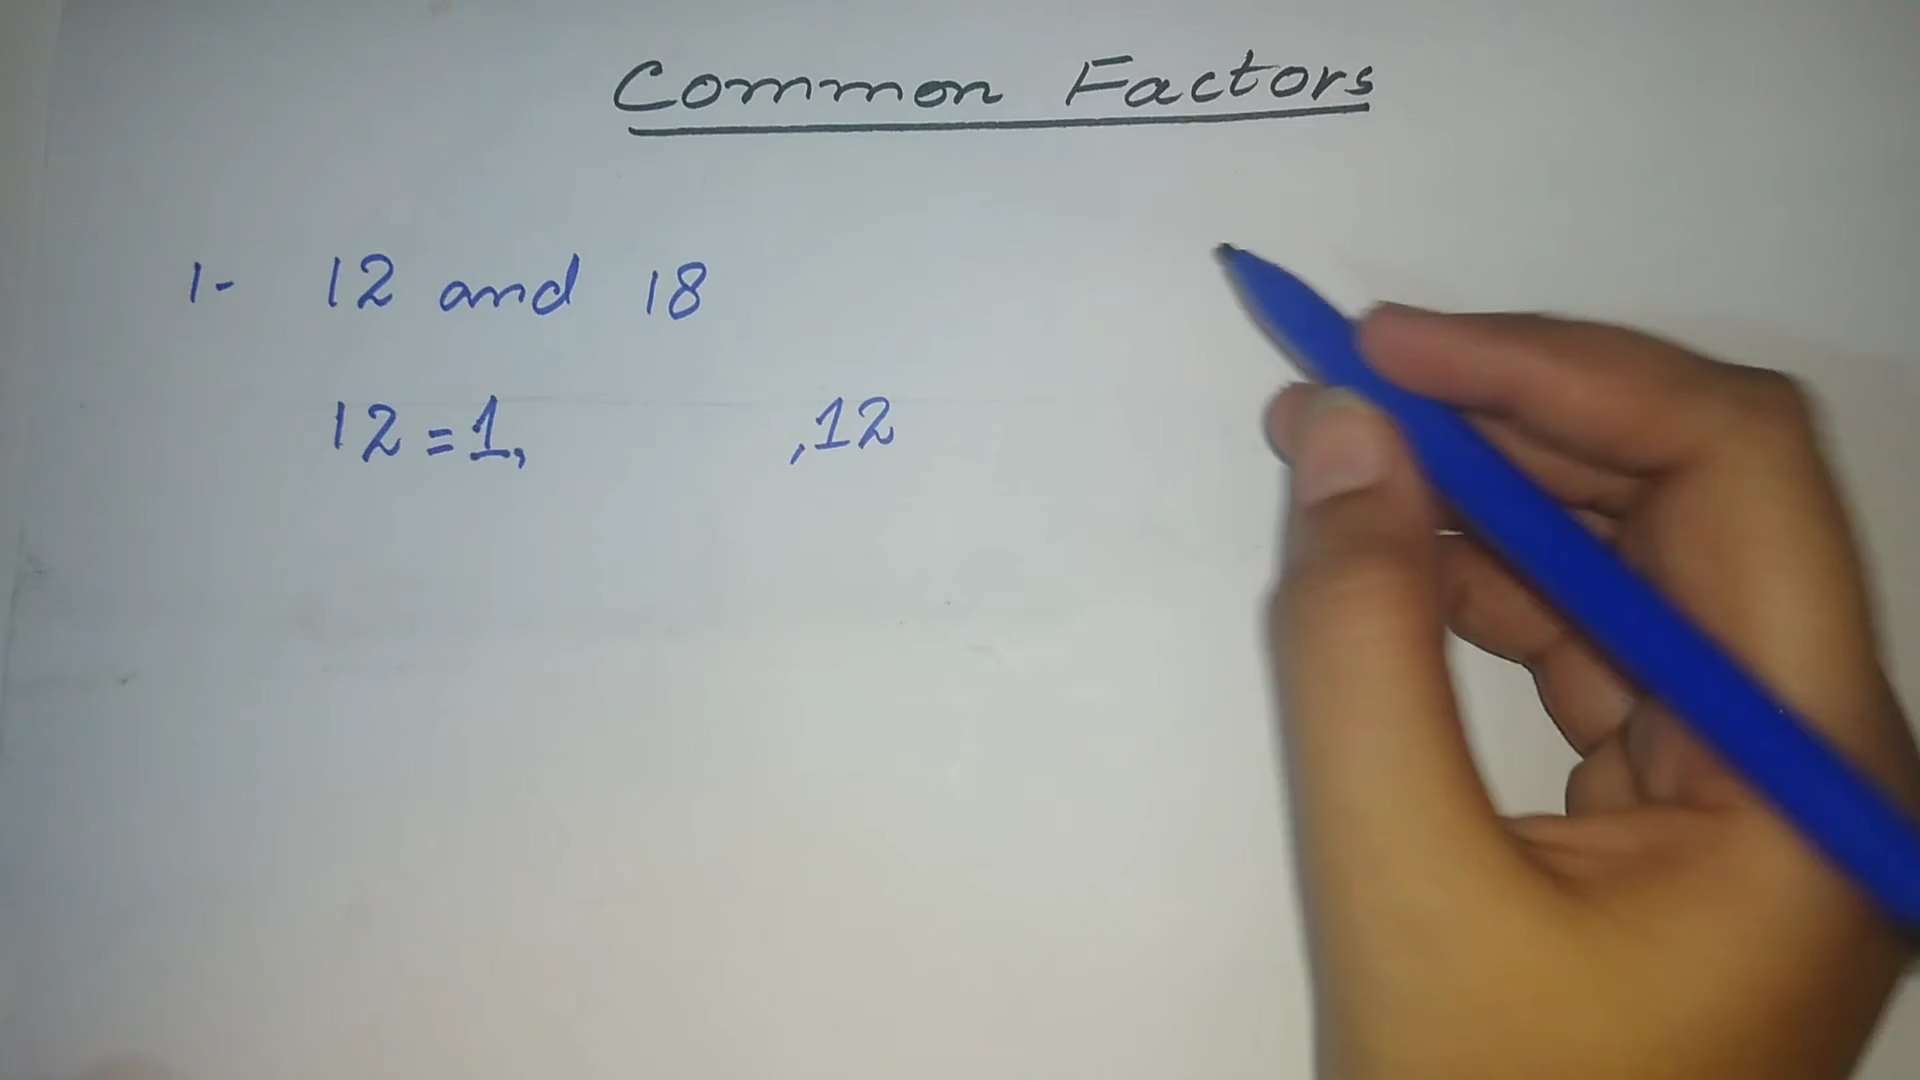 Common Factors
1- 12 and 18
12 = 1, ,12